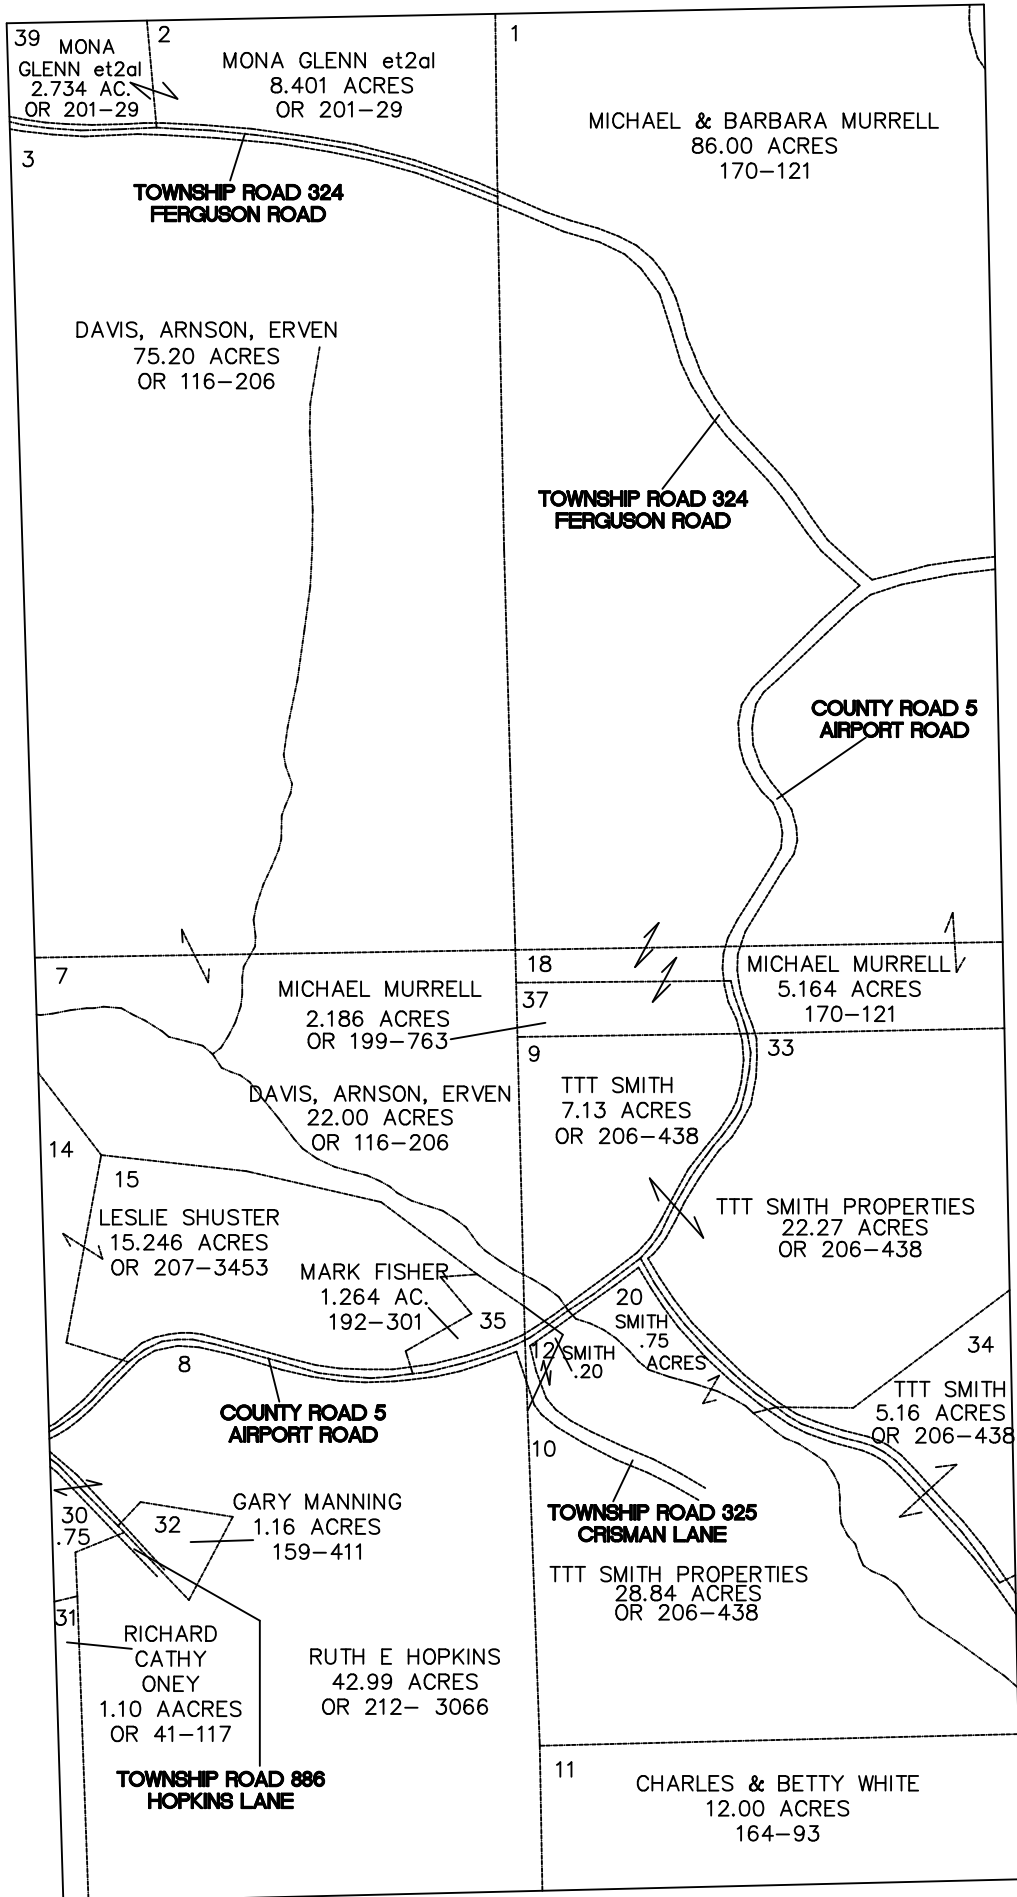 39
MONA
GLENN et2al
2.734 AC.
OR 201-29
2
MONA GLENN et2al
8.401 ACRES
OR 201-29
1
MICHAEL & BARBARA MURRELL
86.00 ACRES
170-121
3
TOWNSHIP ROAD 324
FERGUSON ROAD
DAVIS, ARNSON, ERVEN
75.20 ACRES
OR 116-206
TOWNSHIP ROAD 324
FERGUSON ROAD
COUNTY ROAD 5
AIRPORT ROAD
7
MICHAEL MURRELL
2.186 ACRES
OR 199-763
18
37
MICHAEL MURRELL
5.164 ACRES
170-121
33
9
DAVIS, ARNSON, ERVEN
22.00 ACRES
OR 116-206
TTT SMITH
7.13 ACRES
OR 206-438
14
15
LESLIE SHUSTER
15.246 ACRES
OR 207-3453
TTT SMITH PROPERTIES
22.27 ACRES
OR 206-438
MARK FISHER
1.264 AC.
192-301
35
12
SMITH
.20
20
SMITH
.75
ACRES
34
TTT SMITH
5.16 ACRES
OR 206-438
8
COUNTY ROAD 5
AIRPORT ROAD
10
TOWNSHIP ROAD 325
CRISMAN LANE
30
.75
32
GARY MANNING
1.16 ACRES
159-411
TTT SMITH PROPERTIES
28.84 ACRES
OR 206-438
31
RICHARD
CATHY
ONEY
1.10 AACRES
OR 41-117
RUTH E HOPKINS
42.99 ACRES
OR 212- 3066
TOWNSHIP ROAD 886
HOPKINS LANE
11
CHARLES & BETTY WHITE
12.00 ACRES
164-93